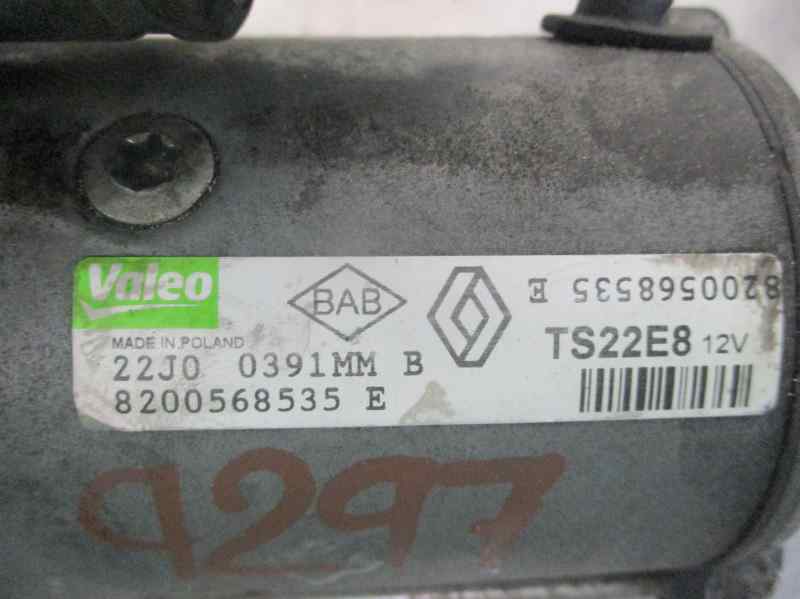 Valeo
BAB
8200568535 E
MADE IN POLAND
TS22E8 12V
22J0 0391MM B
8200568535 E
9297